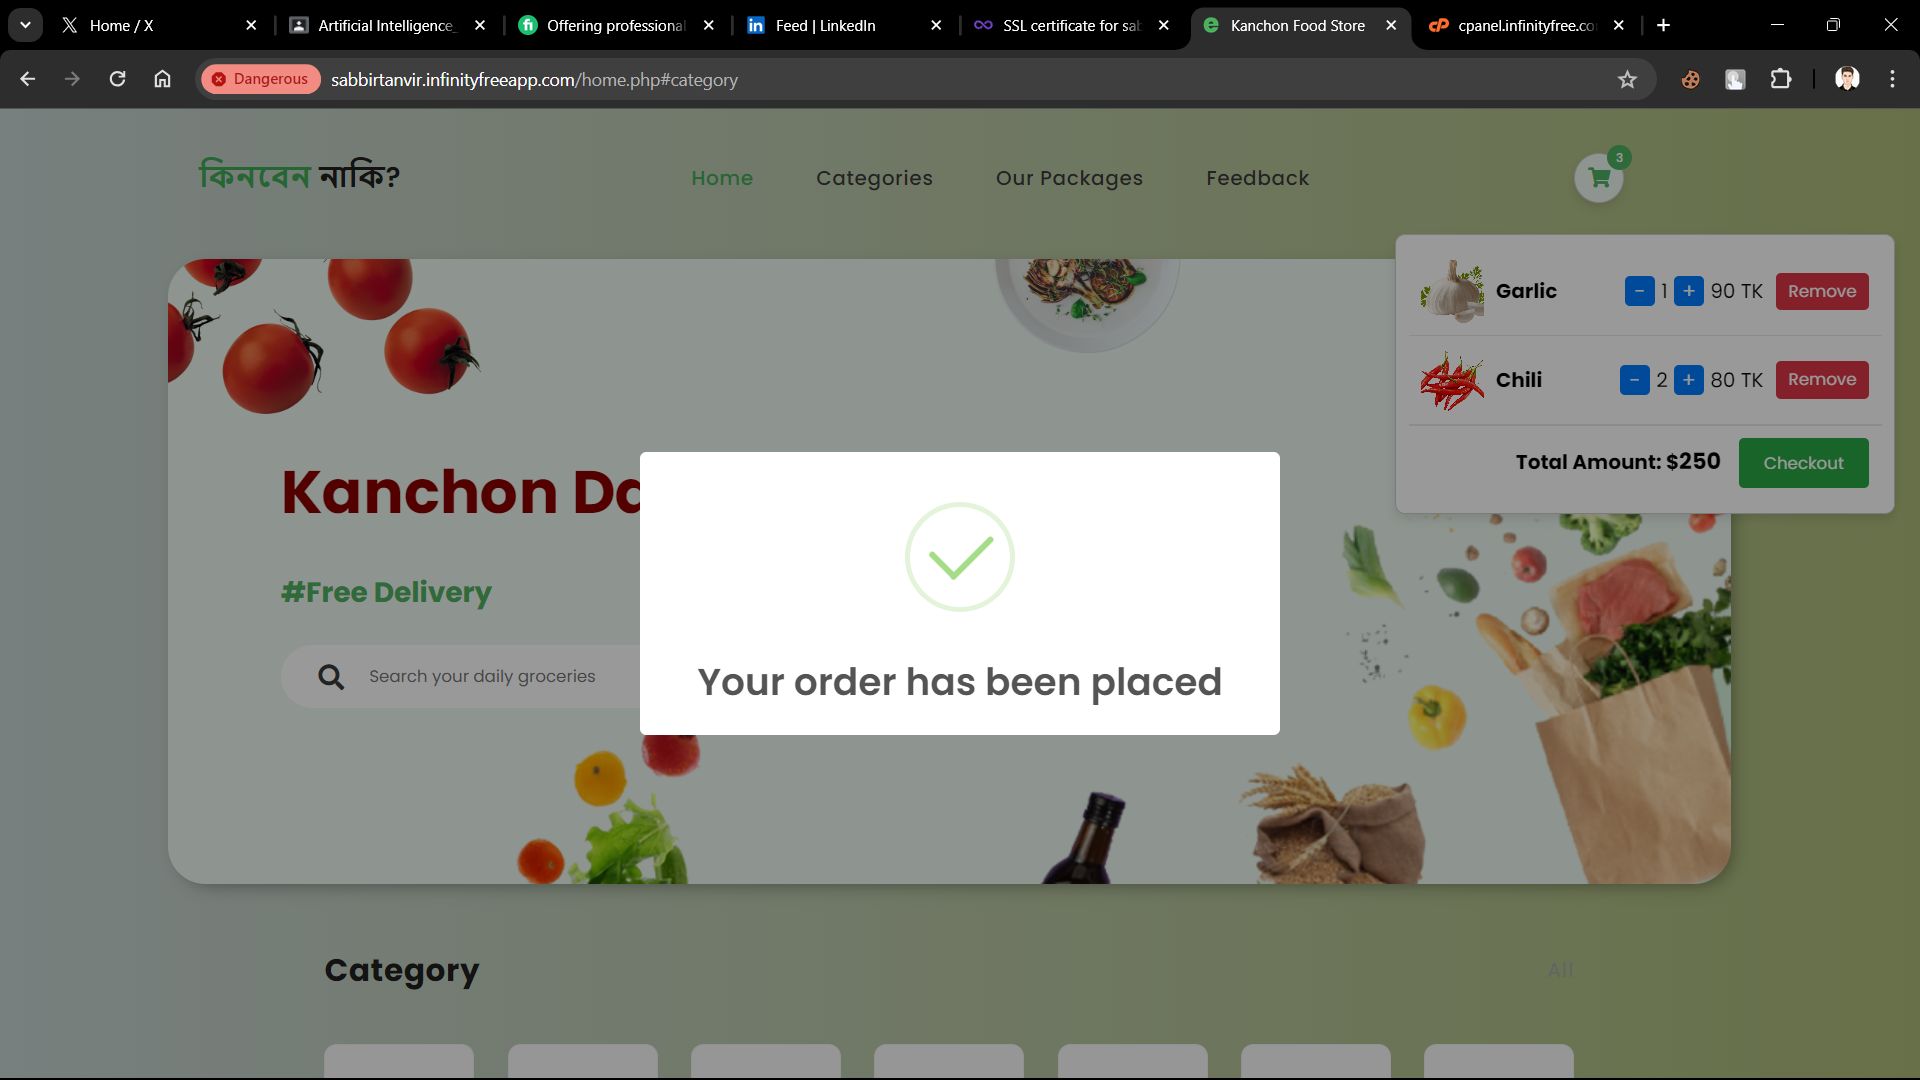 Home / X
Artificial Intelligence_
Offering professional
Feed | LinkedIn
SSL certificate for sab
Kanchon Food Store
cpanel.infinityfree.co
Dangerous
sabbirtanvir.infinityfreeapp.com/home.php#category
কিনবেন নাকি?
Home
Categories
Our Packages
Feedback
3
Garlic
- 1 + 90 TK
Remove
Chili
- 2 + 80 TK
Remove
Total Amount: $250
Checkout
Kanchon Da
#Free Delivery
Search your daily groceries
Your order has been placed
Category
All